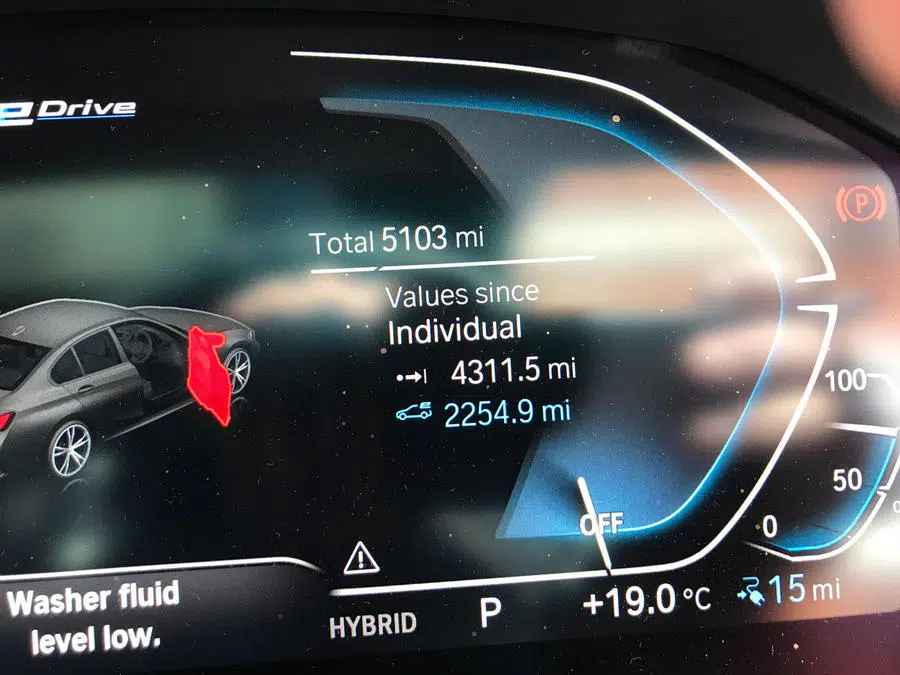 eDrive
Total 5103 mi
Values since
Individual
4311.5 mi
2254.9 mi
P
100
50
0
OFF
Washer fluid
level low.
HYBRID
P
+19.0 °C
15 mi